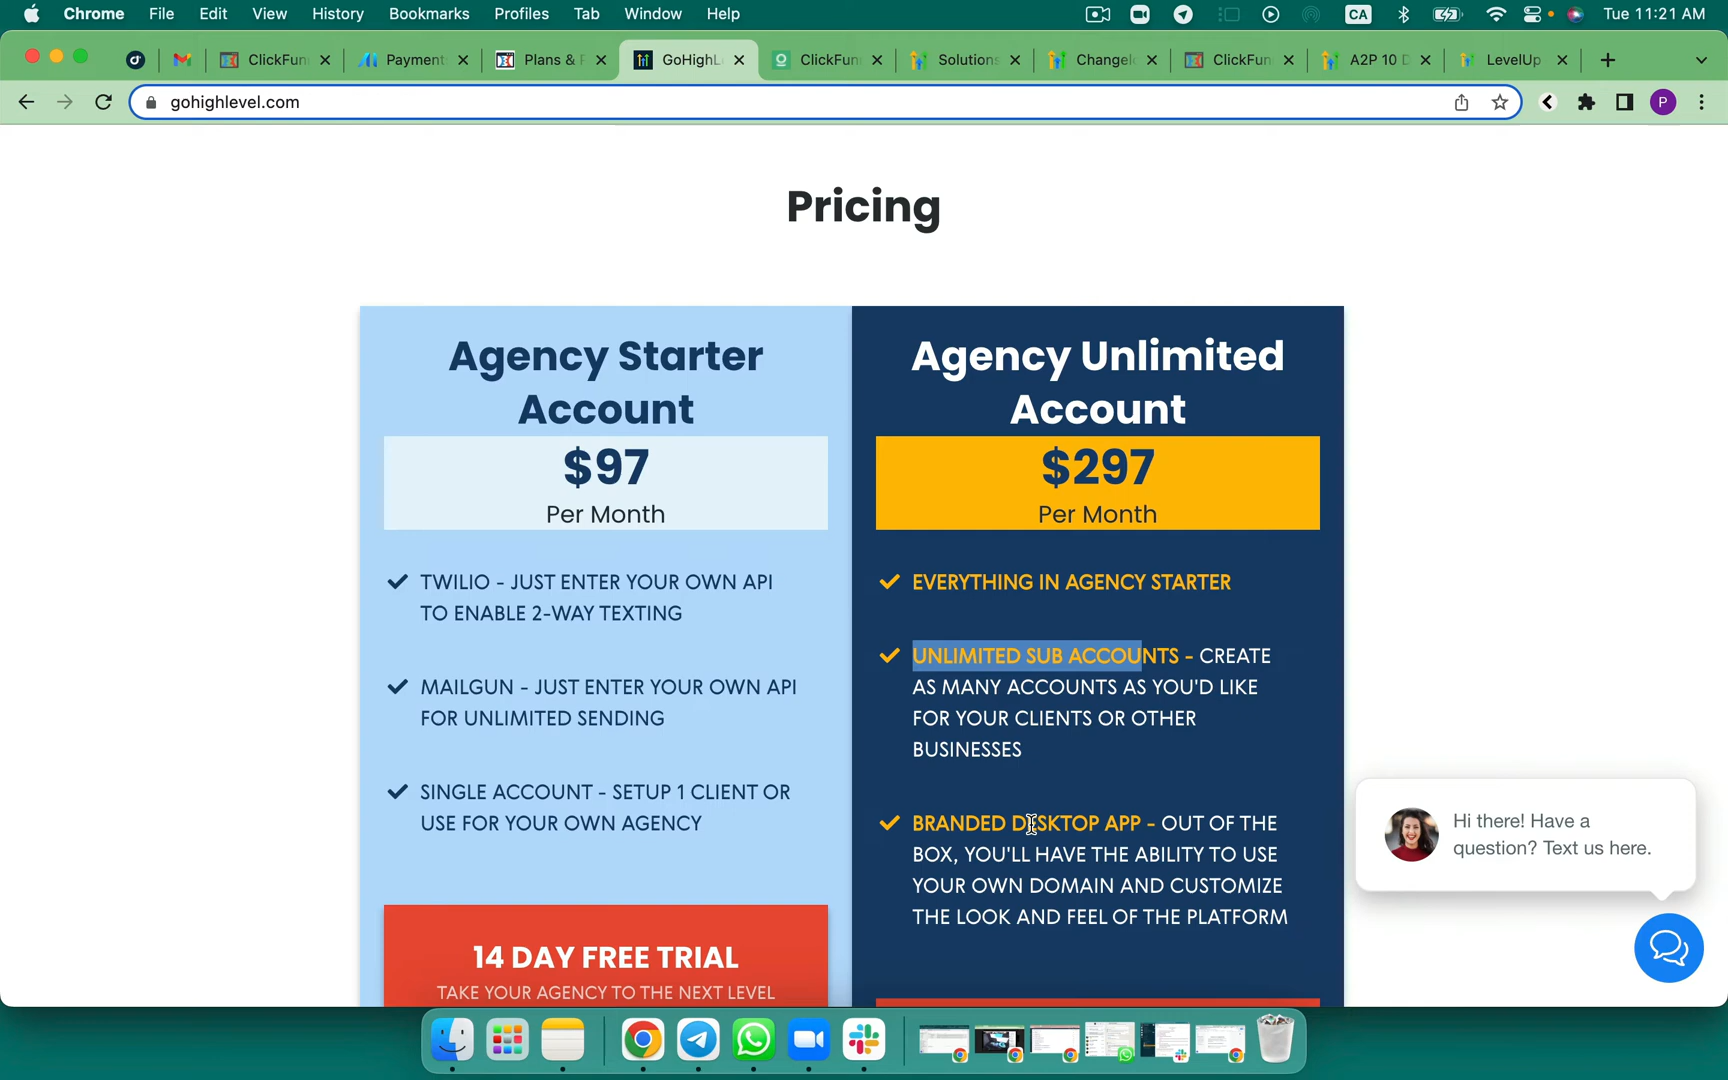 Chrome File Edit View History Bookmarks Profiles Tab Window Help CA Tue 11:21 AM
ClickFun Payment Plans & F GoHighL ClickFun Solutions Changel ClickFun A2P 10 D LevelUp
gohighlevel.com P
Pricing
Agency Starter
Account
$97
Per Month
TWILIO - JUST ENTER YOUR OWN API
TO ENABLE 2-WAY TEXTING
MAILGUN - JUST ENTER YOUR OWN API
FOR UNLIMITED SENDING
SINGLE ACCOUNT - SETUP 1 CLIENT OR
USE FOR YOUR OWN AGENCY
14 DAY FREE TRIAL
TAKE YOUR AGENCY TO THE NEXT LEVEL
Agency Unlimited
Account
$297
Per Month
EVERYTHING IN AGENCY STARTER
UNLIMITED SUB ACCOUNTS - CREATE
AS MANY ACCOUNTS AS YOU'D LIKE
FOR YOUR CLIENTS OR OTHER
BUSINESSES
BRANDED DESKTOP APP - OUT OF THE
BOX, YOU'LL HAVE THE ABILITY TO USE
YOUR OWN DOMAIN AND CUSTOMIZE
THE LOOK AND FEEL OF THE PLATFORM
Hi there! Have a
question? Text us here.